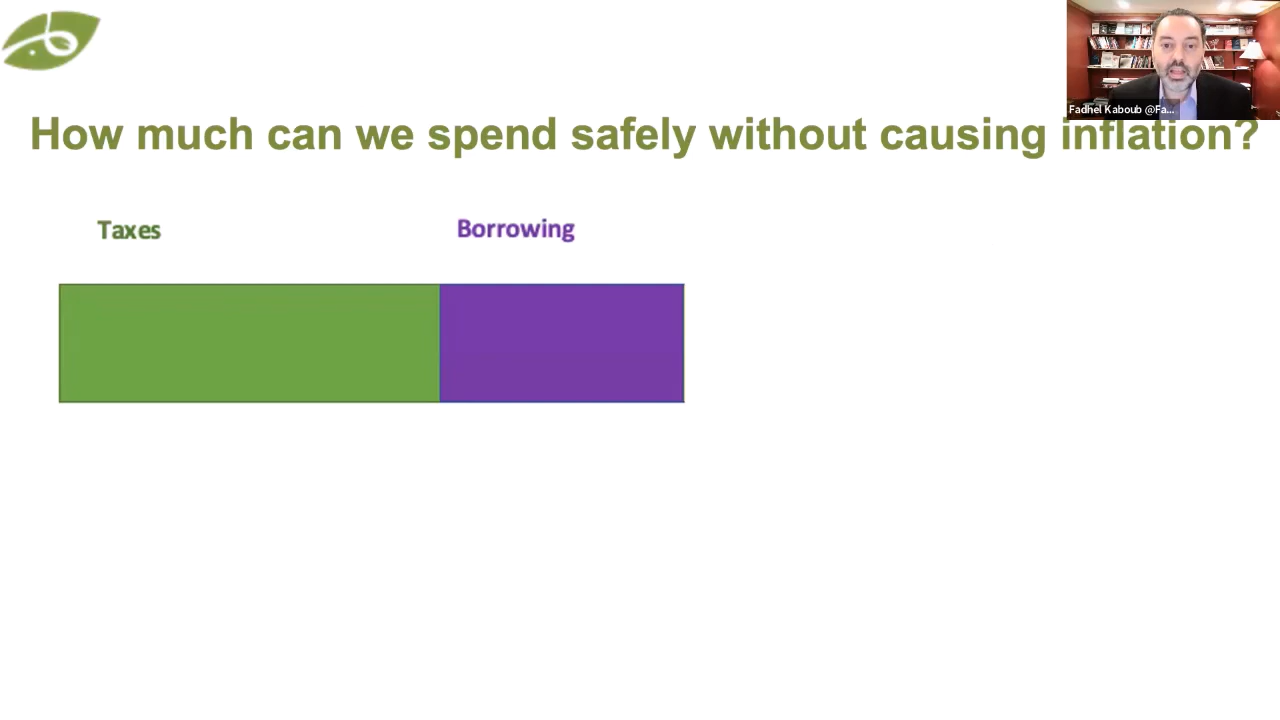 Fadhel Kaboub @Fa...
How much can we spend safely without causing inflation?
Taxes
Borrowing